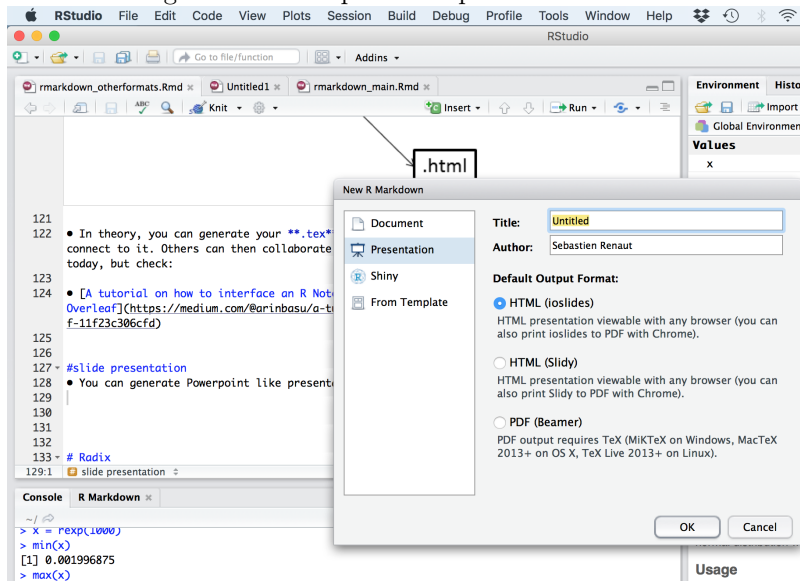 RStudio File Edit Code View Plots Session Build Debug Profile Tools Window Help
RStudio
Go to file/function Addins
rmarkdown_otherformats.Rmd Untitled1 rmarkdown_main.Rmd Environment Histo
ABC Knit Insert Run Import
Global Environmen
Values
.html x
New R Markdown
Document
Presentation
Shiny
From Template
Title: Untitled
Author: Sebastien Renaut
Default Output Format:
HTML (ioslides)
HTML presentation viewable with any browser (you can
also print ioslides to PDF with Chrome).
HTML (Slidy)
HTML presentation viewable with any browser (you can
also print Slidy to PDF with Chrome).
PDF (Beamer)
PDF output requires TeX (MiKTeX on Windows, MacTeX
2013+ on OS X, TeX Live 2013+ on Linux).
OK Cancel
121
122 • In theory, you can generate your **.tex*
connect to it. Others can then collaborate
today, but check:
123
124 • [A tutorial on how to interface an R Not
Overleaf](https://medium.com/@arinbasu/a-t
f-11f23c306cfd)
125
126
127 #slide presentation
128 • You can generate Powerpoint like present
129
130
131
132
133 # Radix
129:1 slide presentation
Console R Markdown
~/
> x = rexp(1000)
> min(x)
[1] 0.001996875
> max(x)
Usage